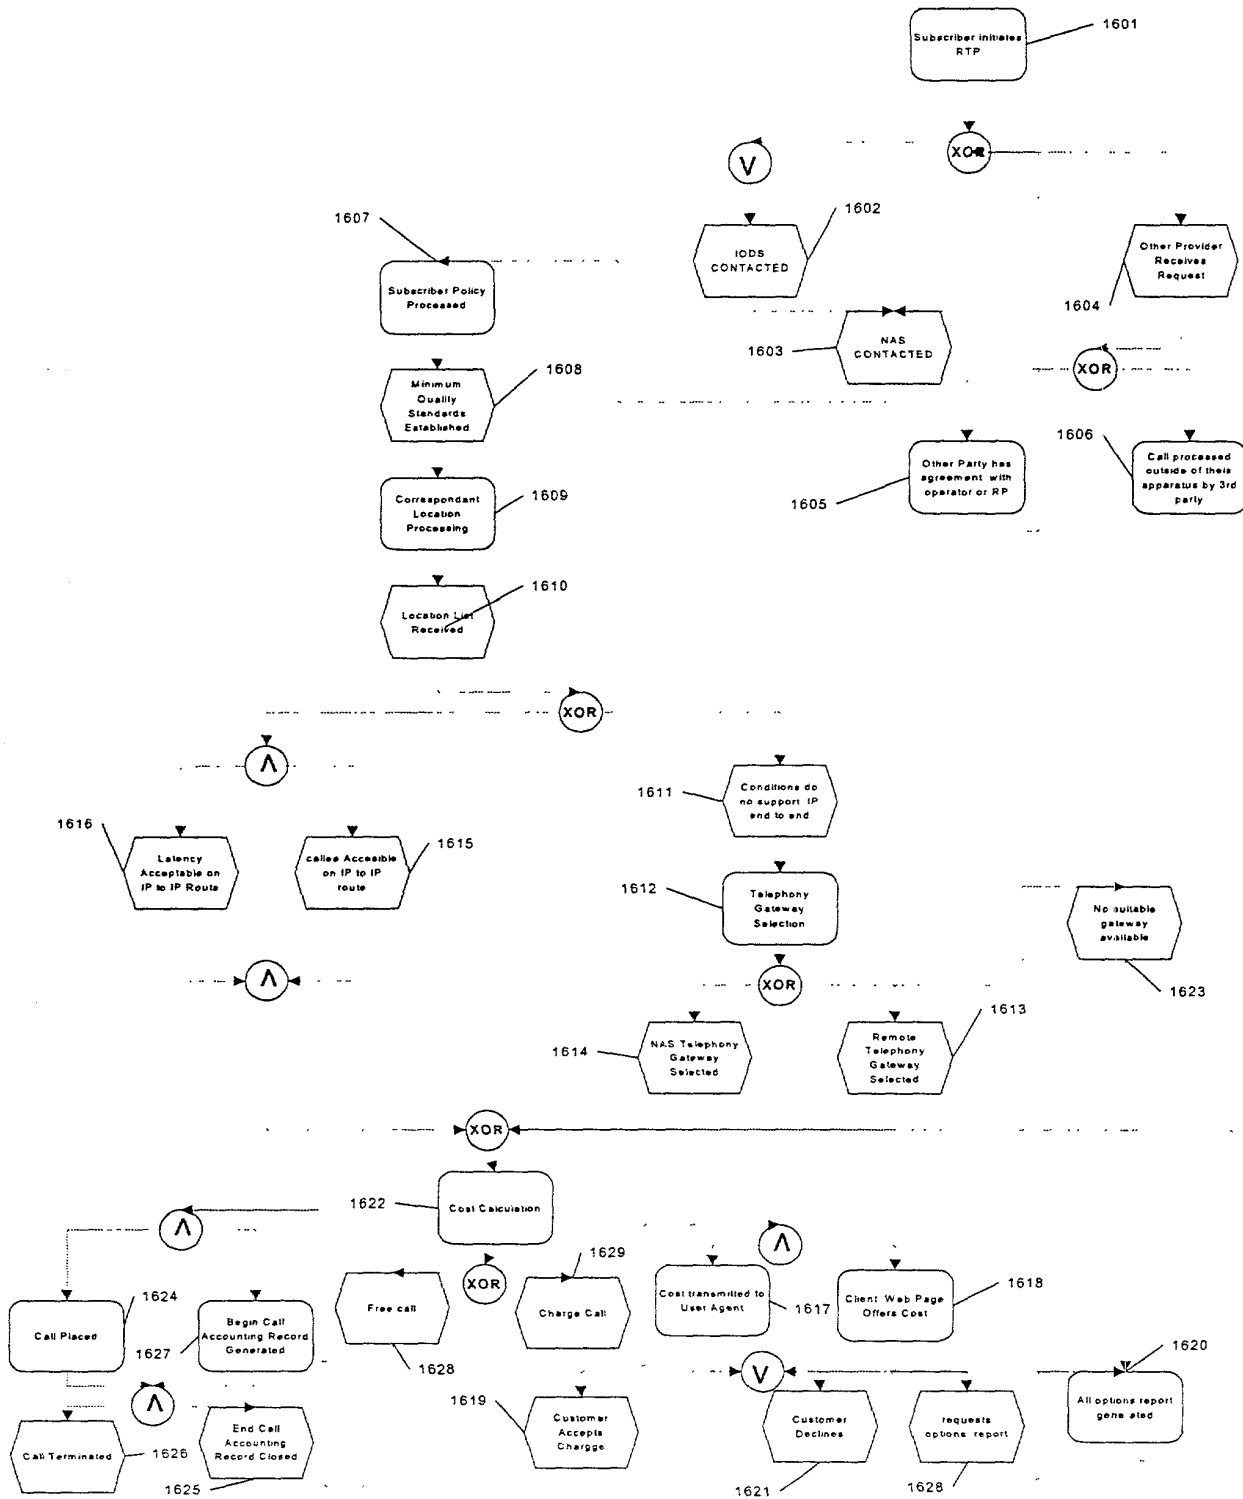 1601
Subscriber initiates
RTP
XOR
V
1607
1602
IODS
CONTACTED
Other Provider
Receives
Request
1604
Subscriber Policy
Processed
1603
NAS
CONTACTED
XOR
1608
Minimum
Quality
Standards
Established
1606
Other Party has
agreement with
operator or RP
1605
Call processed
outside of theis
apparatus by 3rd
party
1609
Correspondant
Location
Processing
1610
Location List
Received
XOR
Λ
1611
Conditions do
no support IP
end to end
1616
Latency
Acceptable on
IP to IP Route
1615
callee Accesible
on IP to IP
route
1612
Telephony
Gateway
Selection
No suitable
gateway
available
1623
Λ
XOR
1614
NAS Telephony
Gateway
Selected
1613
Remote
Telephony
Gateway
Selected
XOR
1622
Cost Calculation
Λ
Λ
XOR
1629
1624
Call Placed
1627
Begin Call
Accounting Record
Generated
Free call
1628
Charge Call
Cost transmitted to
User Agent
1617
Client Web Page
Offers Cost
1618
V
1620
All options report
generated
Λ
Call Terminated
1626
End Call
Accounting
Record Closed
1625
1619
Customer
Accepts
Chargge
Customer
Declines
1621
requests
options report
1628